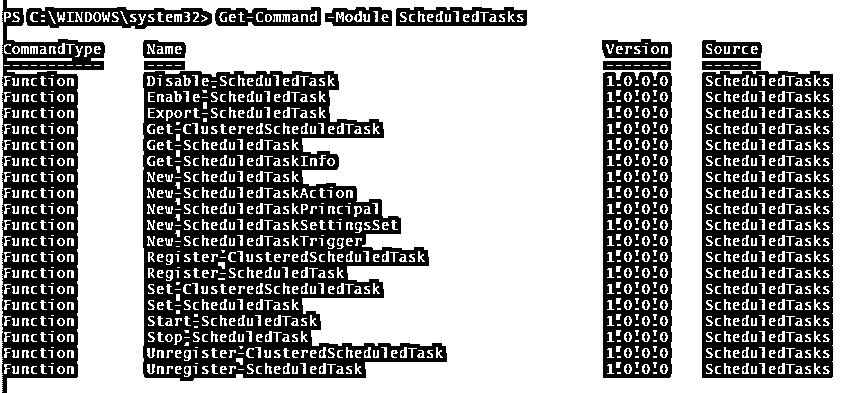 PS C:\WINDOWS\system32> Get-Command -Module ScheduledTasks
CommandType Name Version Source
----------- ---- ------- ------
Function Disable-ScheduledTask 1.0.0.0 ScheduledTasks
Function Enable-ScheduledTask 1.0.0.0 ScheduledTasks
Function Export-ScheduledTask 1.0.0.0 ScheduledTasks
Function Get-ClusteredScheduledTask 1.0.0.0 ScheduledTasks
Function Get-ScheduledTask 1.0.0.0 ScheduledTasks
Function Get-ScheduledTaskInfo 1.0.0.0 ScheduledTasks
Function New-ScheduledTask 1.0.0.0 ScheduledTasks
Function New-ScheduledTaskAction 1.0.0.0 ScheduledTasks
Function New-ScheduledTaskPrincipal 1.0.0.0 ScheduledTasks
Function New-ScheduledTaskSettingsSet 1.0.0.0 ScheduledTasks
Function New-ScheduledTaskTrigger 1.0.0.0 ScheduledTasks
Function Register-ClusteredScheduledTask 1.0.0.0 ScheduledTasks
Function Register-ScheduledTask 1.0.0.0 ScheduledTasks
Function Set-ClusteredScheduledTask 1.0.0.0 ScheduledTasks
Function Set-ScheduledTask 1.0.0.0 ScheduledTasks
Function Start-ScheduledTask 1.0.0.0 ScheduledTasks
Function Stop-ScheduledTask 1.0.0.0 ScheduledTasks
Function Unregister-ClusteredScheduledTask 1.0.0.0 ScheduledTasks
Function Unregister-ScheduledTask 1.0.0.0 ScheduledTasks